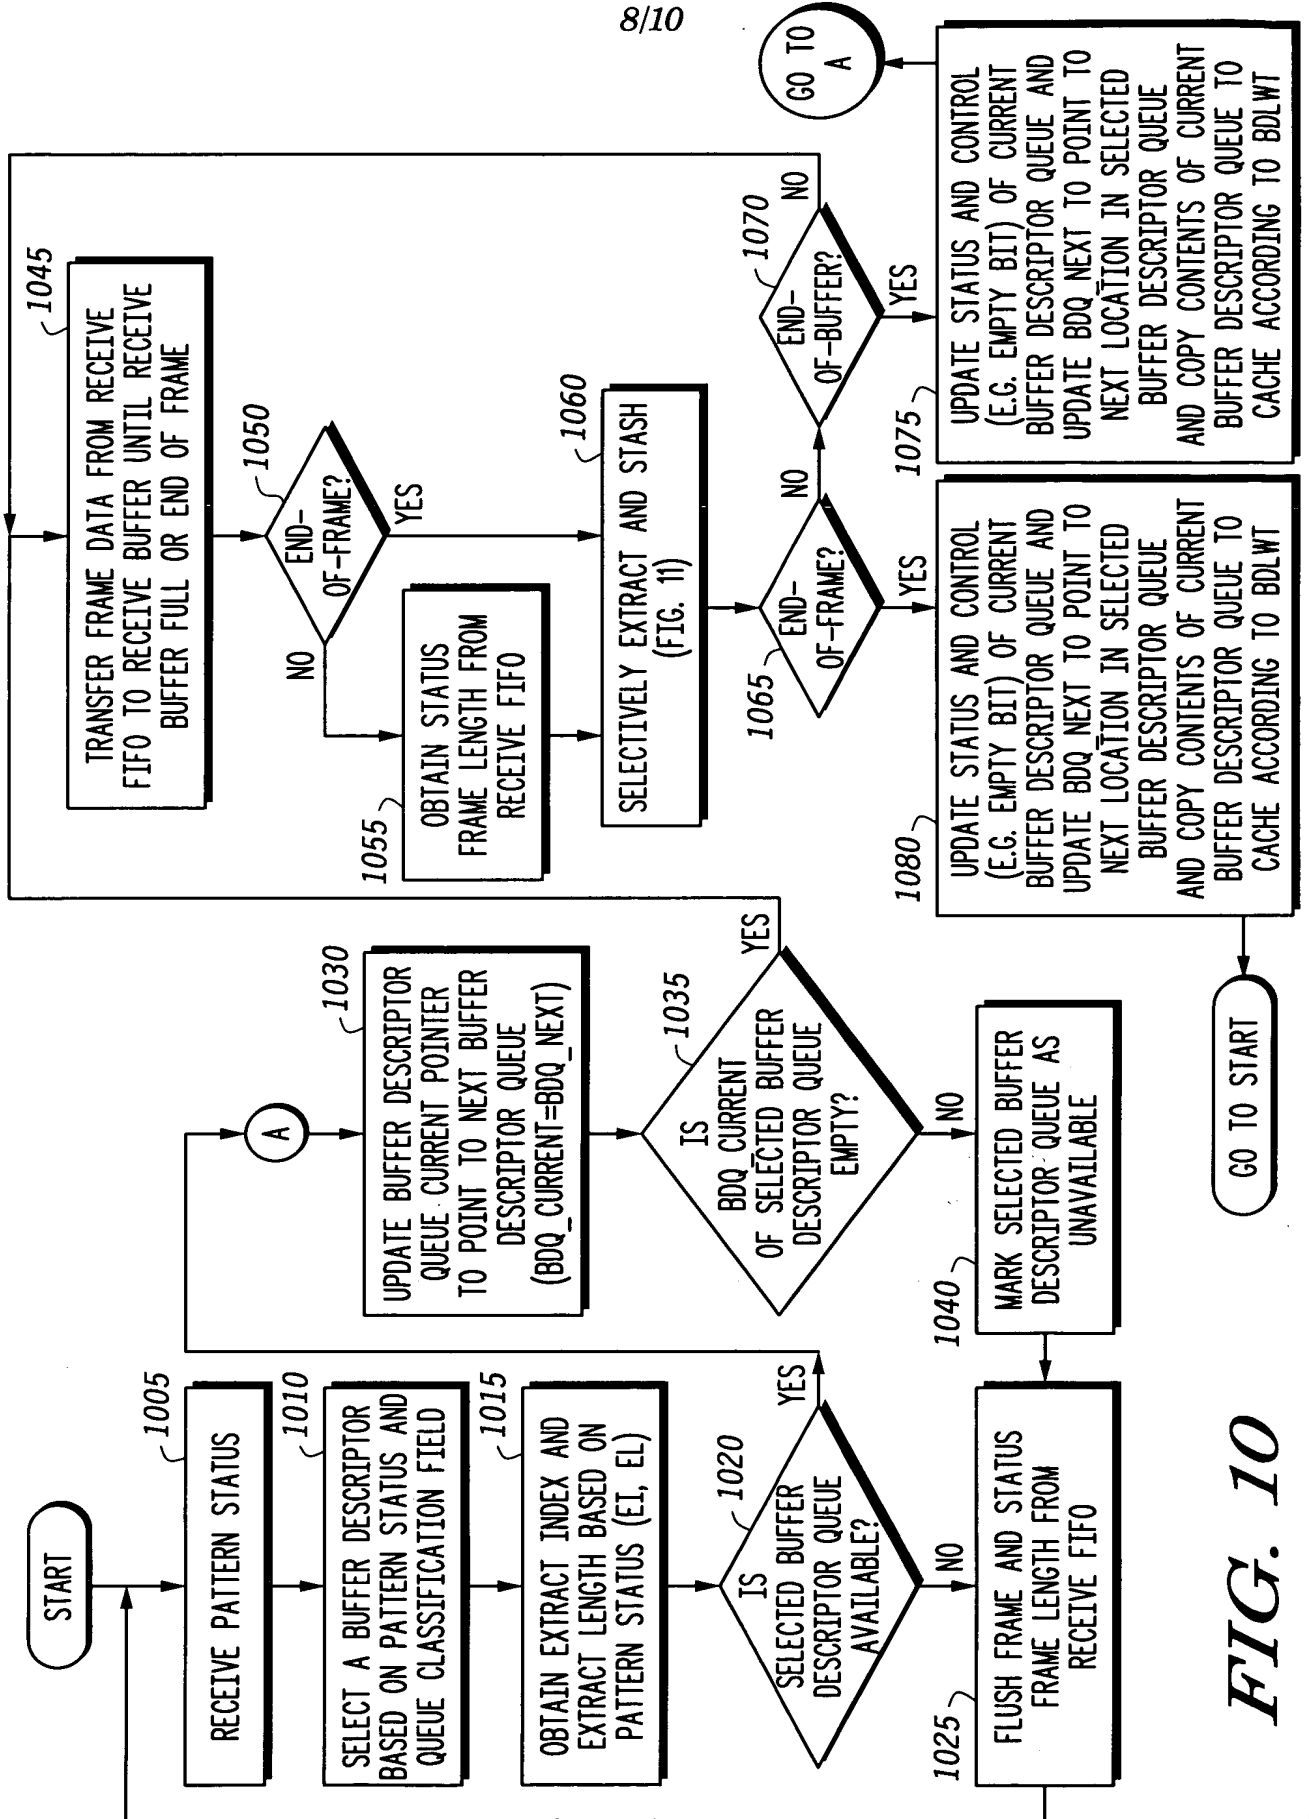 8/10
START
1005
RECEIVE PATTERN STATUS
1010
SELECT A BUFFER DESCRIPTOR
BASED ON PATTERN STATUS AND
QUEUE CLASSIFICATION FIELD
1015
OBTAIN EXTRACT INDEX AND
EXTRACT LENGTH BASED ON
PATTERN STATUS (EI, EL)
1020
IS
SELECTED BUFFER
DESCRIPTOR QUEUE
AVAILABLE?
YES
NO
1025
FLUSH FRAME AND STATUS
FRAME LENGTH FROM
RECEIVE FIFO
A
1030
UPDATE BUFFER DESCRIPTOR
QUEUE CURRENT POINTER
TO POINT TO NEXT BUFFER
DESCRIPTOR QUEUE
(BDQ_CURRENT=BDQ_NEXT)
1035
IS
BDQ_CURRENT
OF SELECTED BUFFER
DESCRIPTOR QUEUE
EMPTY?
YES
NO
1040
MARK SELECTED BUFFER
DESCRIPTOR QUEUE AS
UNAVAILABLE
1045
TRANSFER FRAME DATA FROM RECEIVE
FIFO TO RECEIVE BUFFER UNTIL RECEIVE
BUFFER FULL OR END OF FRAME
1050
END-
OF-FRAME?
NO
YES
1055
OBTAIN STATUS
FRAME LENGTH FROM
RECEIVE FIFO
1060
SELECTIVELY EXTRACT AND STASH
(FIG. 11)
1065
END-
OF-FRAME?
NO
YES
1070
END-
OF-BUFFER?
NO
YES
1075
UPDATE STATUS AND CONTROL
(E.G. EMPTY BIT) OF CURRENT
BUFFER DESCRIPTOR QUEUE AND
UPDATE BDQ_NEXT TO POINT TO
NEXT LOCATION IN SELECTED
BUFFER DESCRIPTOR QUEUE
AND COPY CONTENTS OF CURRENT
BUFFER DESCRIPTOR QUEUE TO
CACHE ACCORDING TO BDLWT
GO TO
A
1080
UPDATE STATUS AND CONTROL
(E.G. EMPTY BIT) OF CURRENT
BUFFER DESCRIPTOR QUEUE AND
UPDATE BDQ_NEXT TO POINT TO
NEXT LOCATION IN SELECTED
BUFFER DESCRIPTOR QUEUE
AND COPY CONTENTS OF CURRENT
BUFFER DESCRIPTOR QUEUE TO
CACHE ACCORDING TO BDLWT
GO TO START
FIG. 10